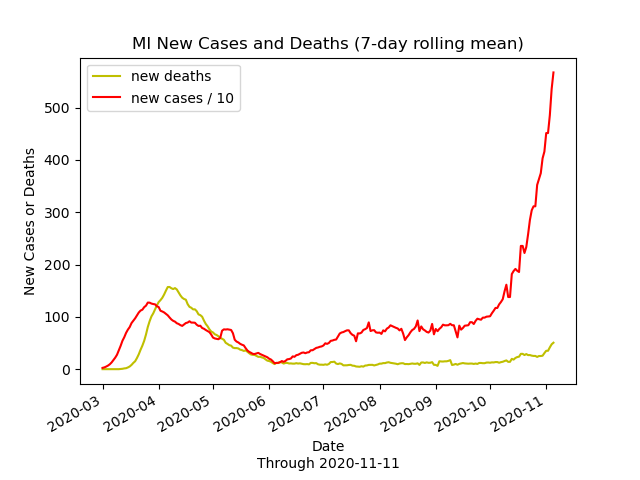 MI New Cases and Deaths (7-day rolling mean)
new deaths
new cases / 10
New Cases or Deaths
500
400
300
200
100
0
2020-03
2020-04
2020-05
2020-06
2020-07
2020-08
2020-09
2020-10
2020-11
Date
Through 2020-11-11